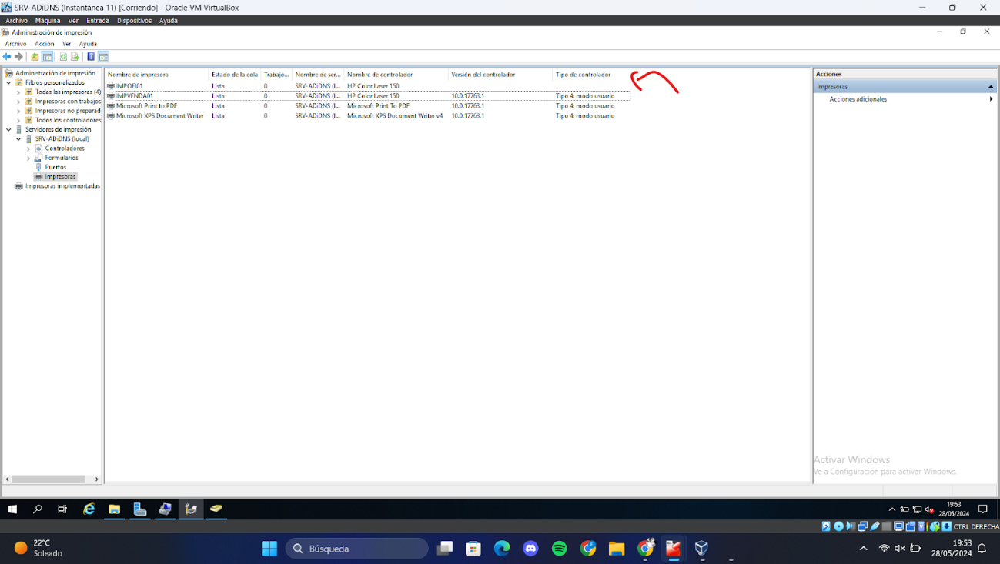 SRV-ADiDNS (Instantánea 11) [Corriendo] - Oracle VM VirtualBox
Archivo Máquina Ver Entrada Dispositivos Ayuda
Administración de impresión
Archivo Acción Ver Ayuda
Administración de impresión
Filtros personalizados
Todas las impresoras (4)
Impresoras con trabajos
Impresoras no preparad
Todos los controladores
Servidores de impresión
SRV-ADiDNS (local)
Controladores
Formularios
Puertos
Impresoras
Impresoras implementadas
Nombre de impresora Estado de la cola Trabajo... Nombre de ser... Nombre de controlador Versión del controlador Tipo de controlador
IMPOFI01 Lista 0 SRV-ADiDNS (l... HP Color Laser 150
IMPVENDA01 Lista 0 SRV-ADiDNS (l... HP Color Laser 150 10.0.17763.1 Tipo 4: modo usuario
Microsoft Print to PDF Lista 0 SRV-ADiDNS (l... Microsoft Print To PDF 10.0.17763.1 Tipo 4: modo usuario
Microsoft XPS Document Writer Lista 0 SRV-ADiDNS (l... Microsoft XPS Document Writer v4 10.0.17763.1 Tipo 4: modo usuario
Acciones
Impresoras
Acciones adicionales
Activar Windows
Ve a Configuración para activar Windows.
19:53
28/05/2024
CTRL DERECHA
22°C
Soleado
Búsqueda
19:53
28/05/2024